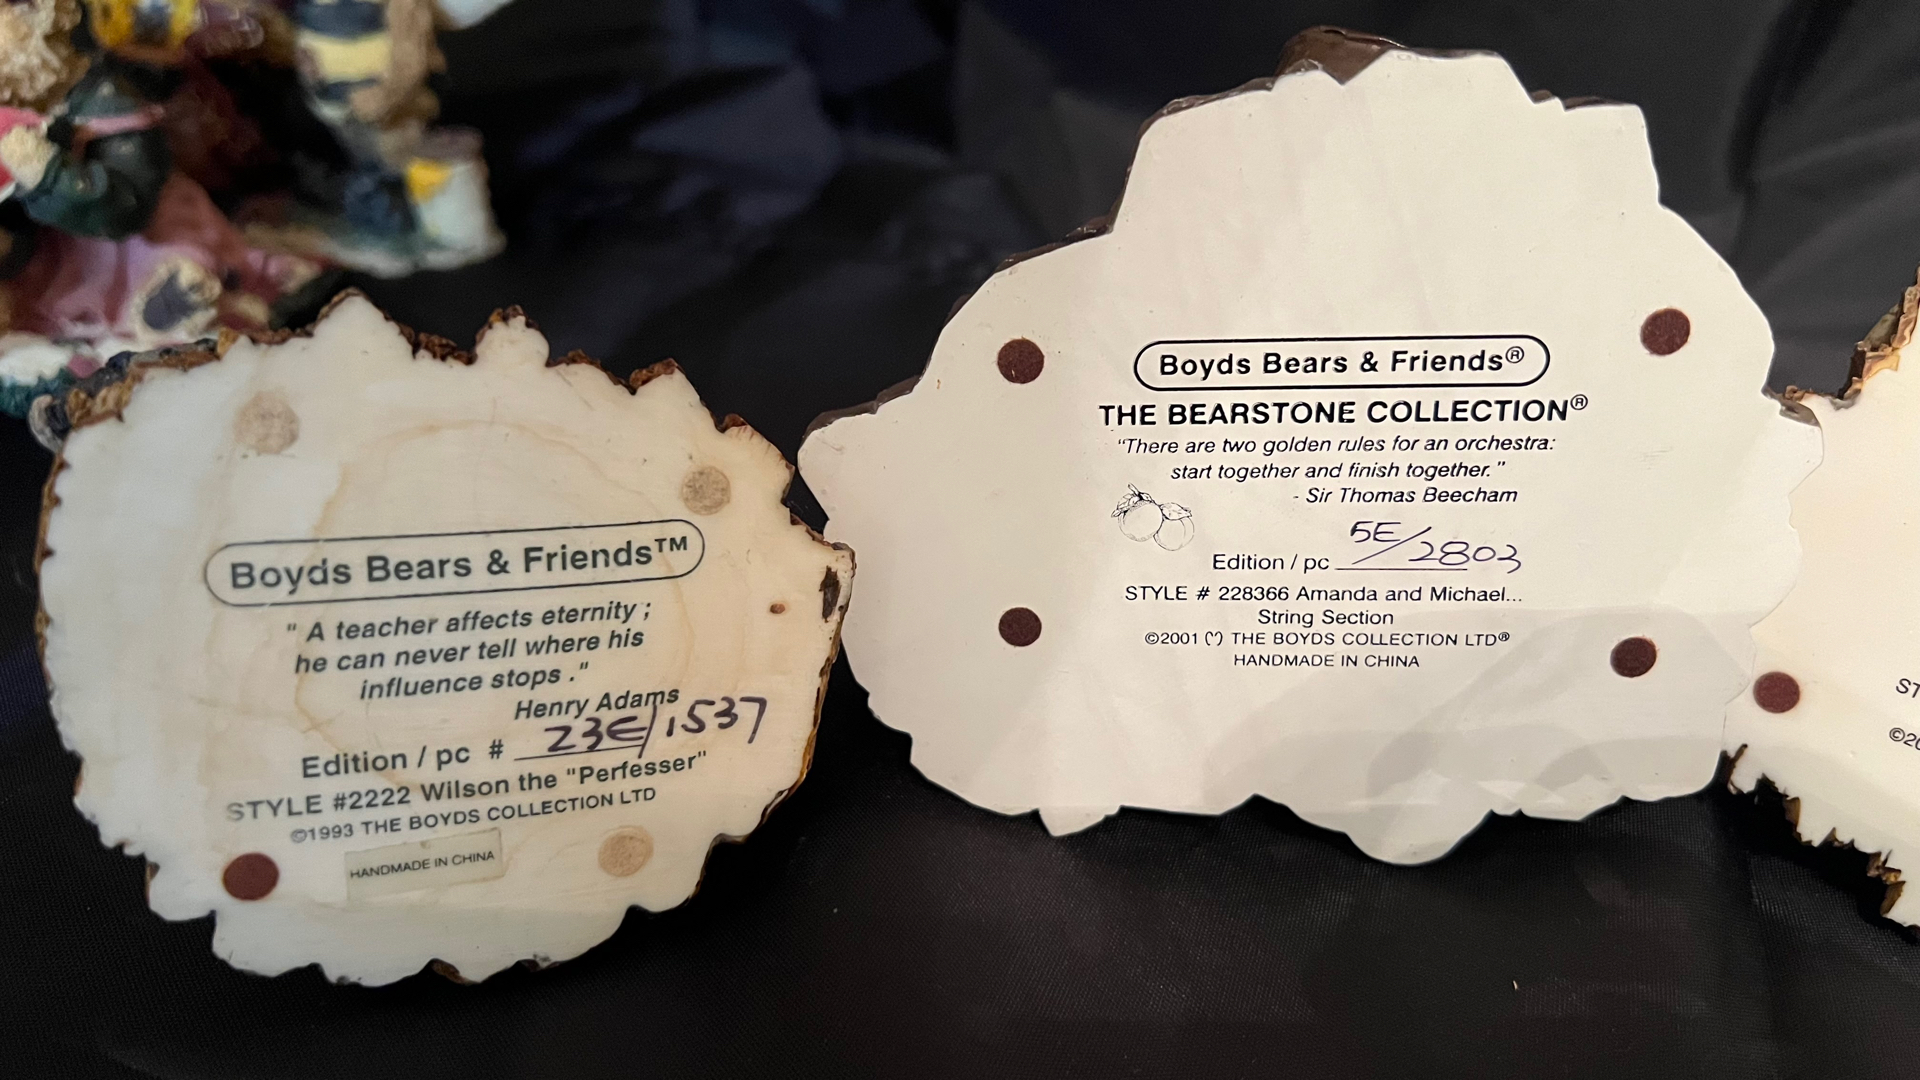 Boyds Bears & Friends™
" A teacher affects eternity ;
he can never tell where his
influence stops ."
Henry Adams
Edition / pc # 23E/1537
STYLE #2222 Wilson the "Perfesser"
©1993 THE BOYDS COLLECTION LTD
HANDMADE IN CHINA
Boyds Bears & Friends®
THE BEARSTONE COLLECTION®
"There are two golden rules for an orchestra:
start together and finish together."
- Sir Thomas Beecham
Edition / pc 5E/2803
STYLE # 228366 Amanda and Michael...
String Section
©2001 (") THE BOYDS COLLECTION LTD®
HANDMADE IN CHINA